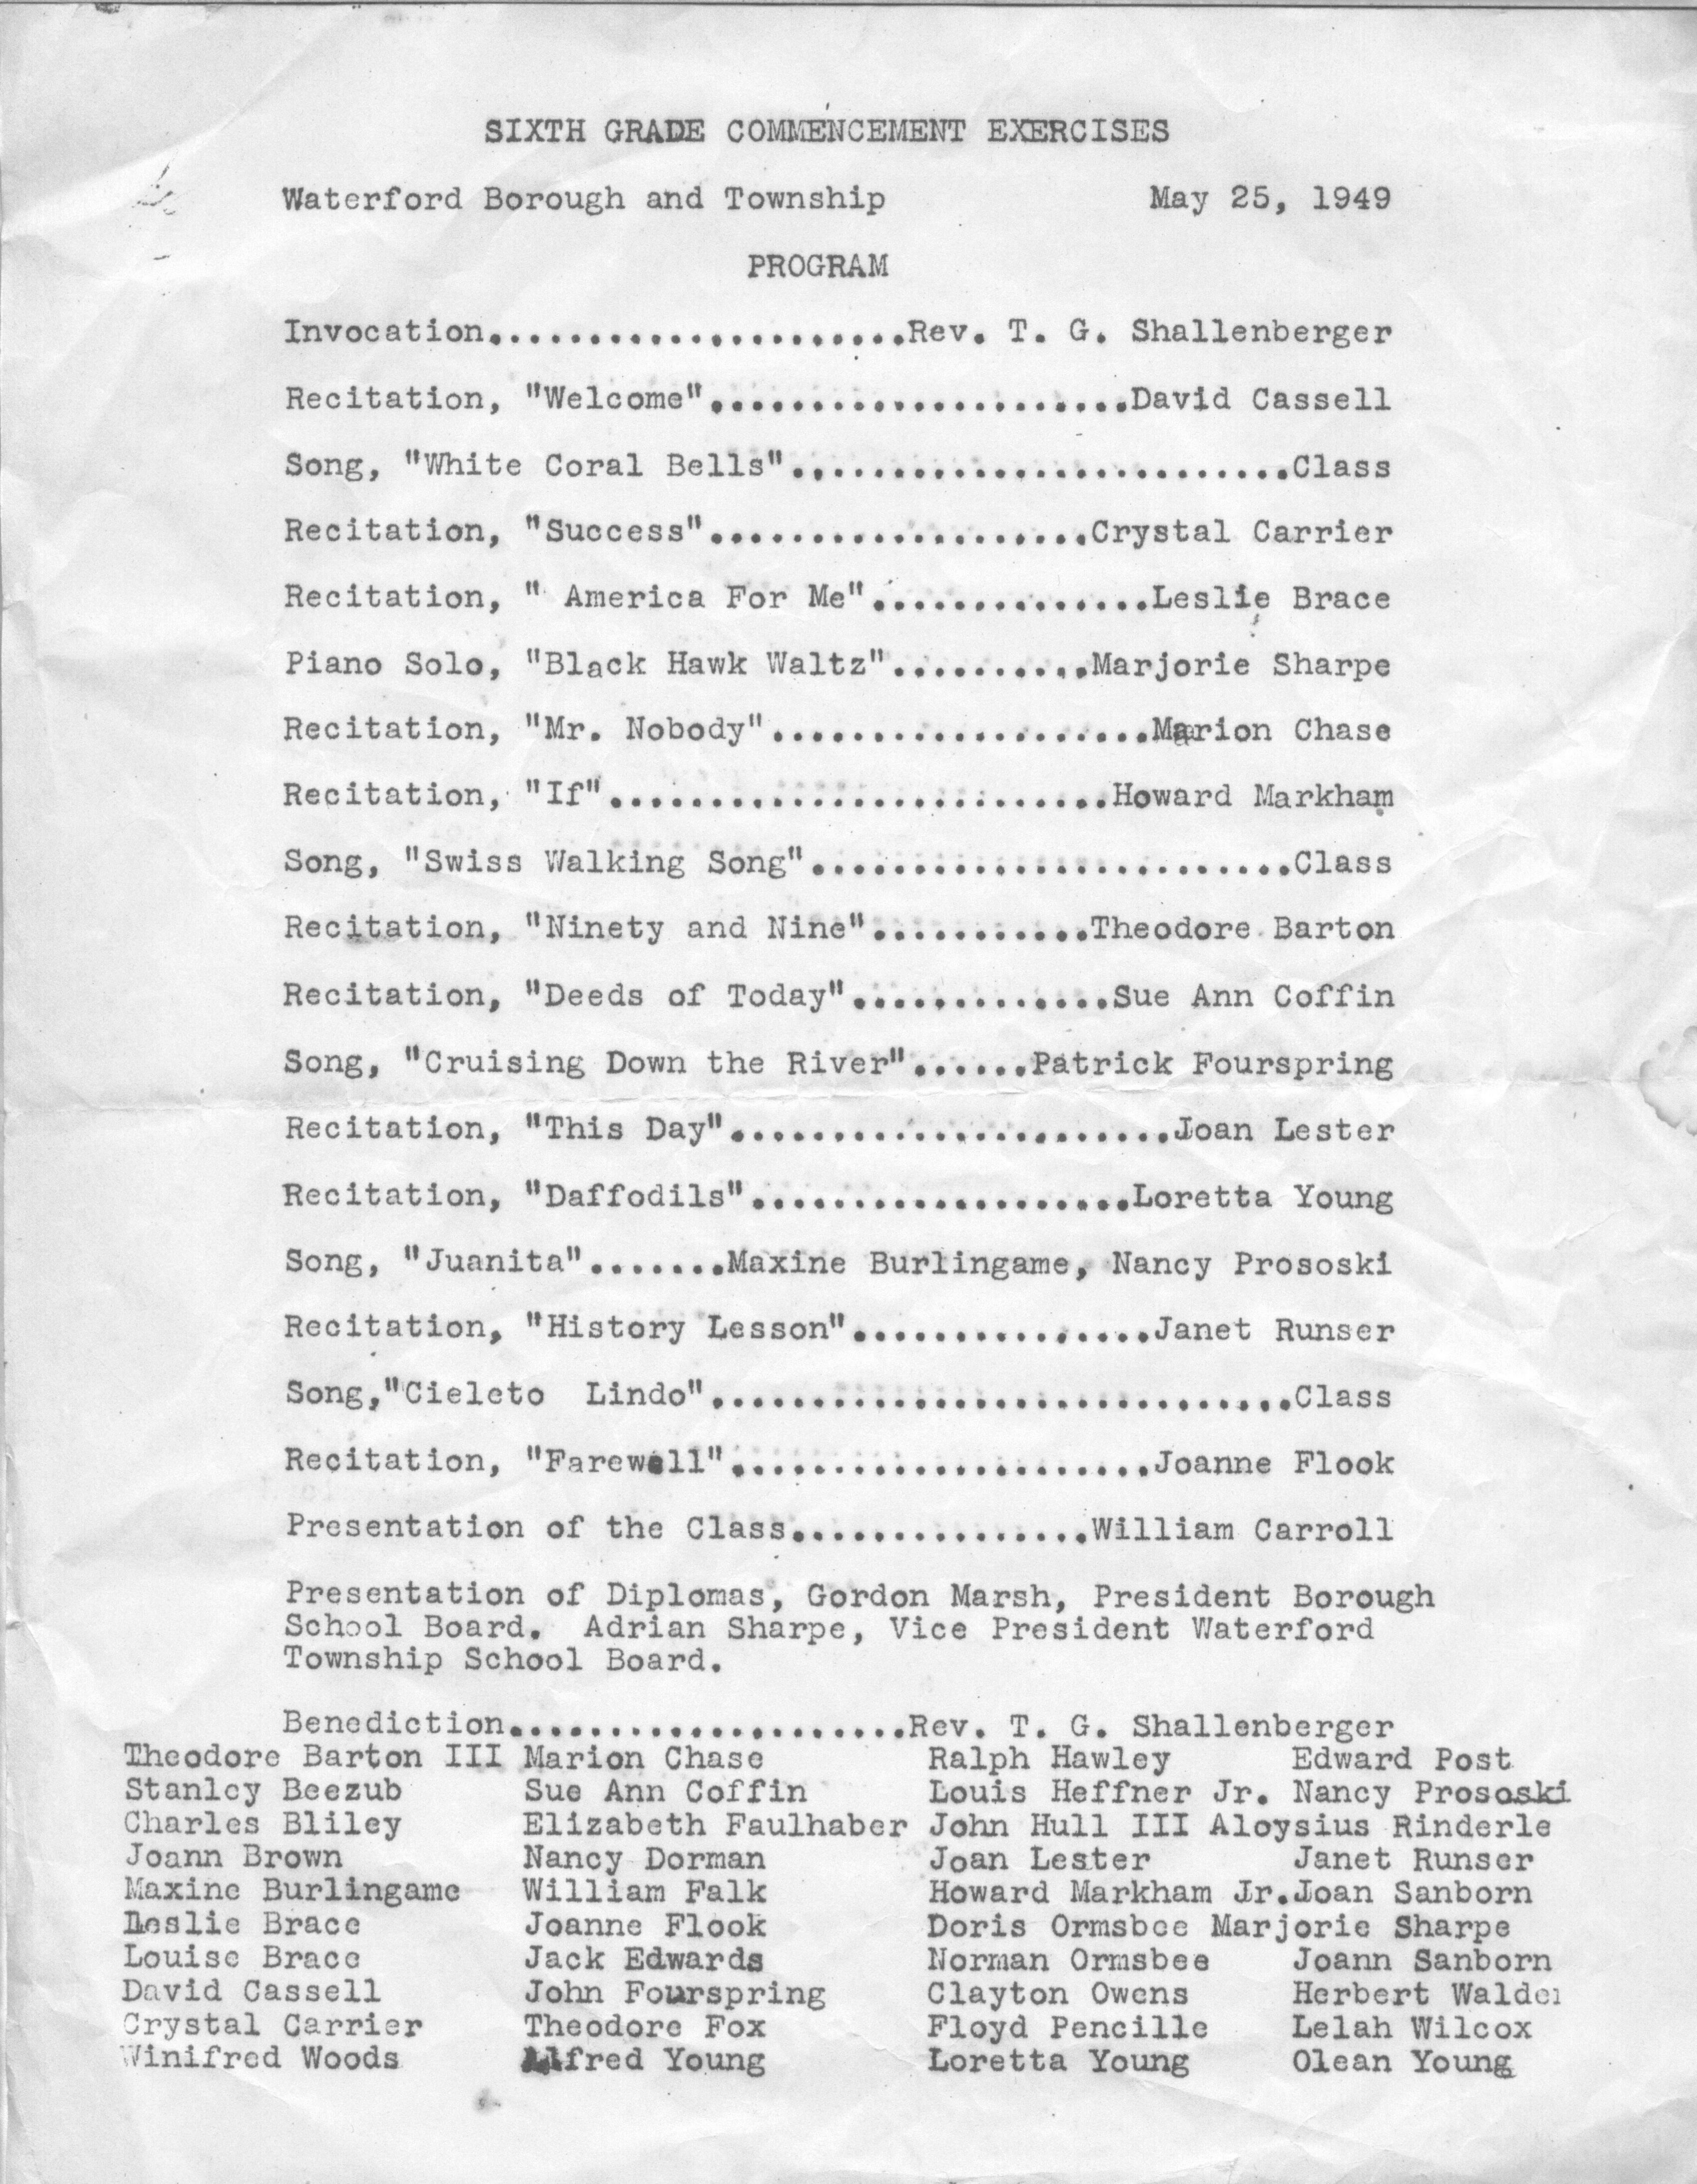 SIXTH GRADE COMMENCEMENT EXERCISES
Waterford Borough and Township May 25, 1949
PROGRAM
Invocation.....................Rev. T. G. Shallenberger
Recitation, "Welcome".....................David Cassell
Song, "White Coral Bells".........................Class
Recitation, "Success"...................Crystal Carrier
Recitation, " America For Me"..............Leslie Brace
Piano Solo, "Black Hawk Waltz"..........Marjorie Sharpe
Recitation, "Mr. Nobody"...................Marion Chase
Recitation, "If".........................Howard Markham
Song, "Swiss Walking Song"........................Class
Recitation, "Ninety and Nine"...........Theodore Barton
Recitation, "Deeds of Today".............Sue Ann Coffin
Song, "Cruising Down the River"......Patrick Fourspring
Recitation, "This Day"......................Joan Lester
Recitation, "Daffodils"...................Loretta Young
Song, "Juanita".......Maxine Burlingame, Nancy Prososki
Recitation, "History Lesson"...............Janet Runser
Song,"Cieleto  Lindo".............................Class
Recitation, "Farewell".....................Joanne Flook
Presentation of the Class...............William Carroll
Presentation of Diplomas, Gordon Marsh, President Borough
School Board.  Adrian Sharpe, Vice President Waterford
Township School Board.
Benediction....................Rev. T. G. Shallenberger
Theodore Barton III Marion Chase Ralph Hawley Edward Post
Stanley Beezub Sue Ann Coffin Louis Heffner Jr. Nancy Prososki
Charles Bliley Elizabeth Faulhaber John Hull III Aloysius Rinderle
Joann Brown Nancy Dorman Joan Lester Janet Runser
Maxine Burlingame William Falk Howard Markham Jr.Joan Sanborn
Leslie Brace Joanne Flook Doris Ormsbee Marjorie Sharpe
Louise Brace Jack Edwards Norman Ormsbee Joann Sanborn
David Cassell John Fourspring Clayton Owens Herbert Walder
Crystal Carrier Theodore Fox Floyd Pencille Lelah Wilcox
Winifred Woods Alfred Young Loretta Young Olean Young